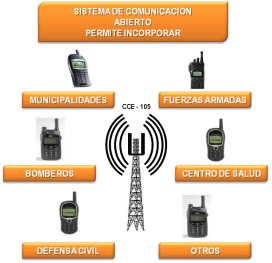 SISTEMA DE COMUNICACIÓN
ABIERTO
PERMITE INCORPORAR
MUNICIPALIDADES
FUERZAS ARMADAS
CCE - 105
BOMBEROS
CENTRO DE SALUD
DEFENSA CIVIL
OTROS